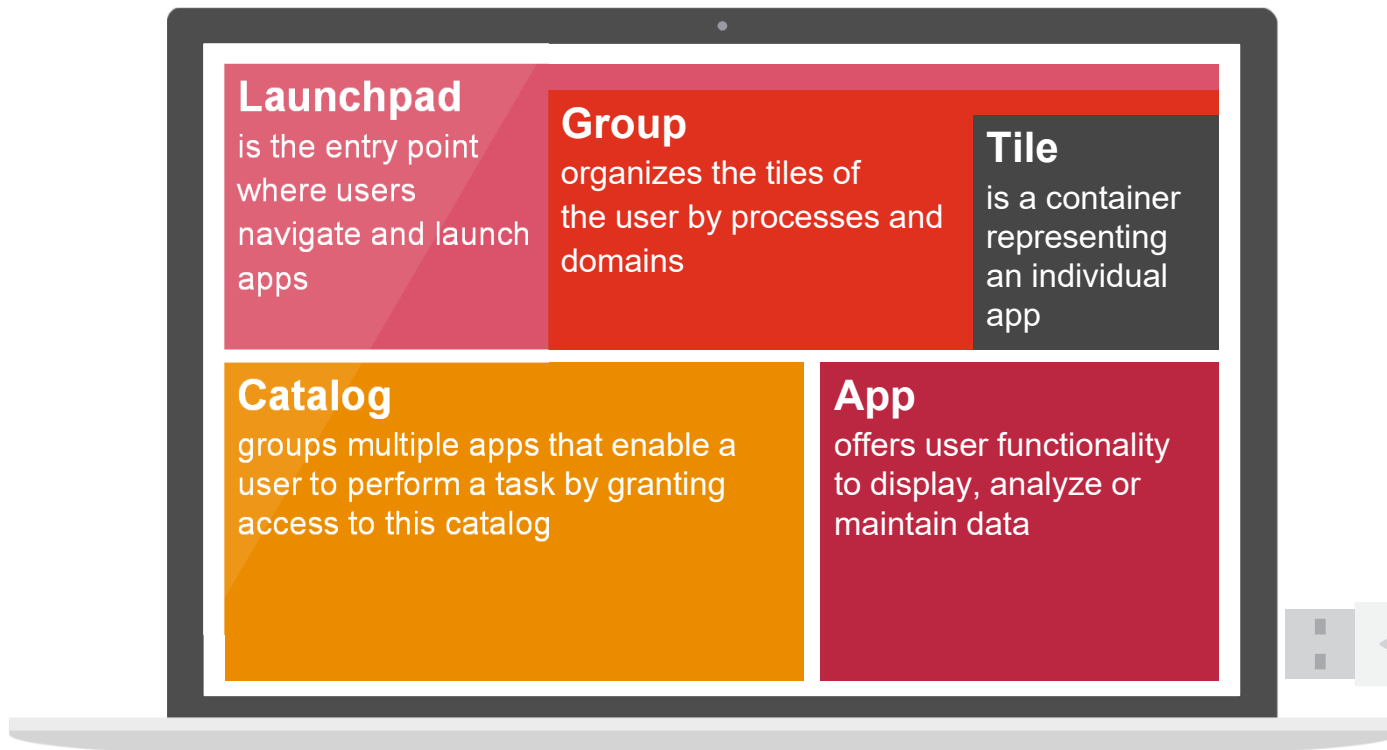 Launchpad
is the entry point
where users
navigate and launch
apps
Group
organizes the tiles of
the user by processes and
domains
Tile
is a container
representing
an individual
app
Catalog
groups multiple apps that enable a
user to perform a task by granting
access to this catalog
App
offers user functionality
to display, analyze or
maintain data